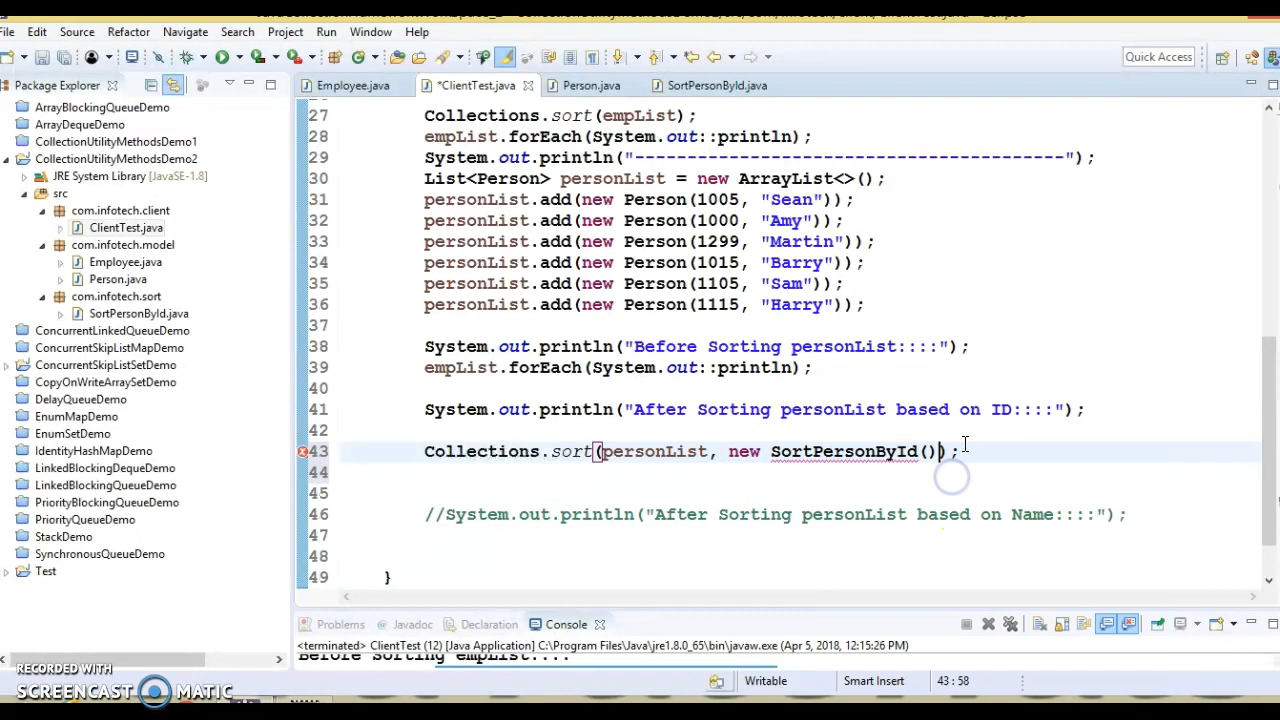 File Edit Source Refactor Navigate Search Project Run Window Help
Quick Access
Package Explorer
Employee.java *ClientTest.java Person.java SortPersonById.java
ArrayBlockingQueueDemo
ArrayDequeDemo
CollectionUtilityMethodsDemo1
CollectionUtilityMethodsDemo2
JRE System Library [JavaSE-1.8]
src
com.infotech.client
ClientTest.java
com.infotech.model
Employee.java
Person.java
com.infotech.sort
SortPersonById.java
ConcurrentLinkedQueueDemo
ConcurrentSkipListMapDemo
ConcurrentSkipListSetDemo
CopyOnWriteArraySetDemo
DelayQueueDemo
EnumMapDemo
EnumSetDemo
IdentityHashMapDemo
LinkedBlockingDequeDemo
LinkedBlockingQueueDemo
PriorityBlockingQueueDemo
PriorityQueueDemo
StackDemo
SynchronousQueueDemo
Test
27 Collections.sort(empList);
28 empList.forEach(System.out::println);
29 System.out.println("-----------------------------------------");
30 List<Person> personList = new ArrayList<>();
31 personList.add(new Person(1005, "Sean"));
32 personList.add(new Person(1000, "Amy"));
33 personList.add(new Person(1299, "Martin"));
34 personList.add(new Person(1015, "Barry"));
35 personList.add(new Person(1105, "Sam"));
36 personList.add(new Person(1115, "Harry"));
37
38 System.out.println("Before Sorting personList::::");
39 empList.forEach(System.out::println);
40
41 System.out.println("After Sorting personList based on ID::::");
42
43 Collections.sort(personList, new SortPersonById());
44
45
46 //System.out.println("After Sorting personList based on Name::::");
47
48
49 }
Problems Javadoc Declaration Console
<terminated> ClientTest (12) [Java Application] C:\Program Files\Java\jre1.8.0_65\bin\javaw.exe (Apr 5, 2018, 12:15:26 PM)
Before Sorting empList::::
Writable Smart Insert 43 : 58
RECORDED WITH
SCREENCAST MATIC